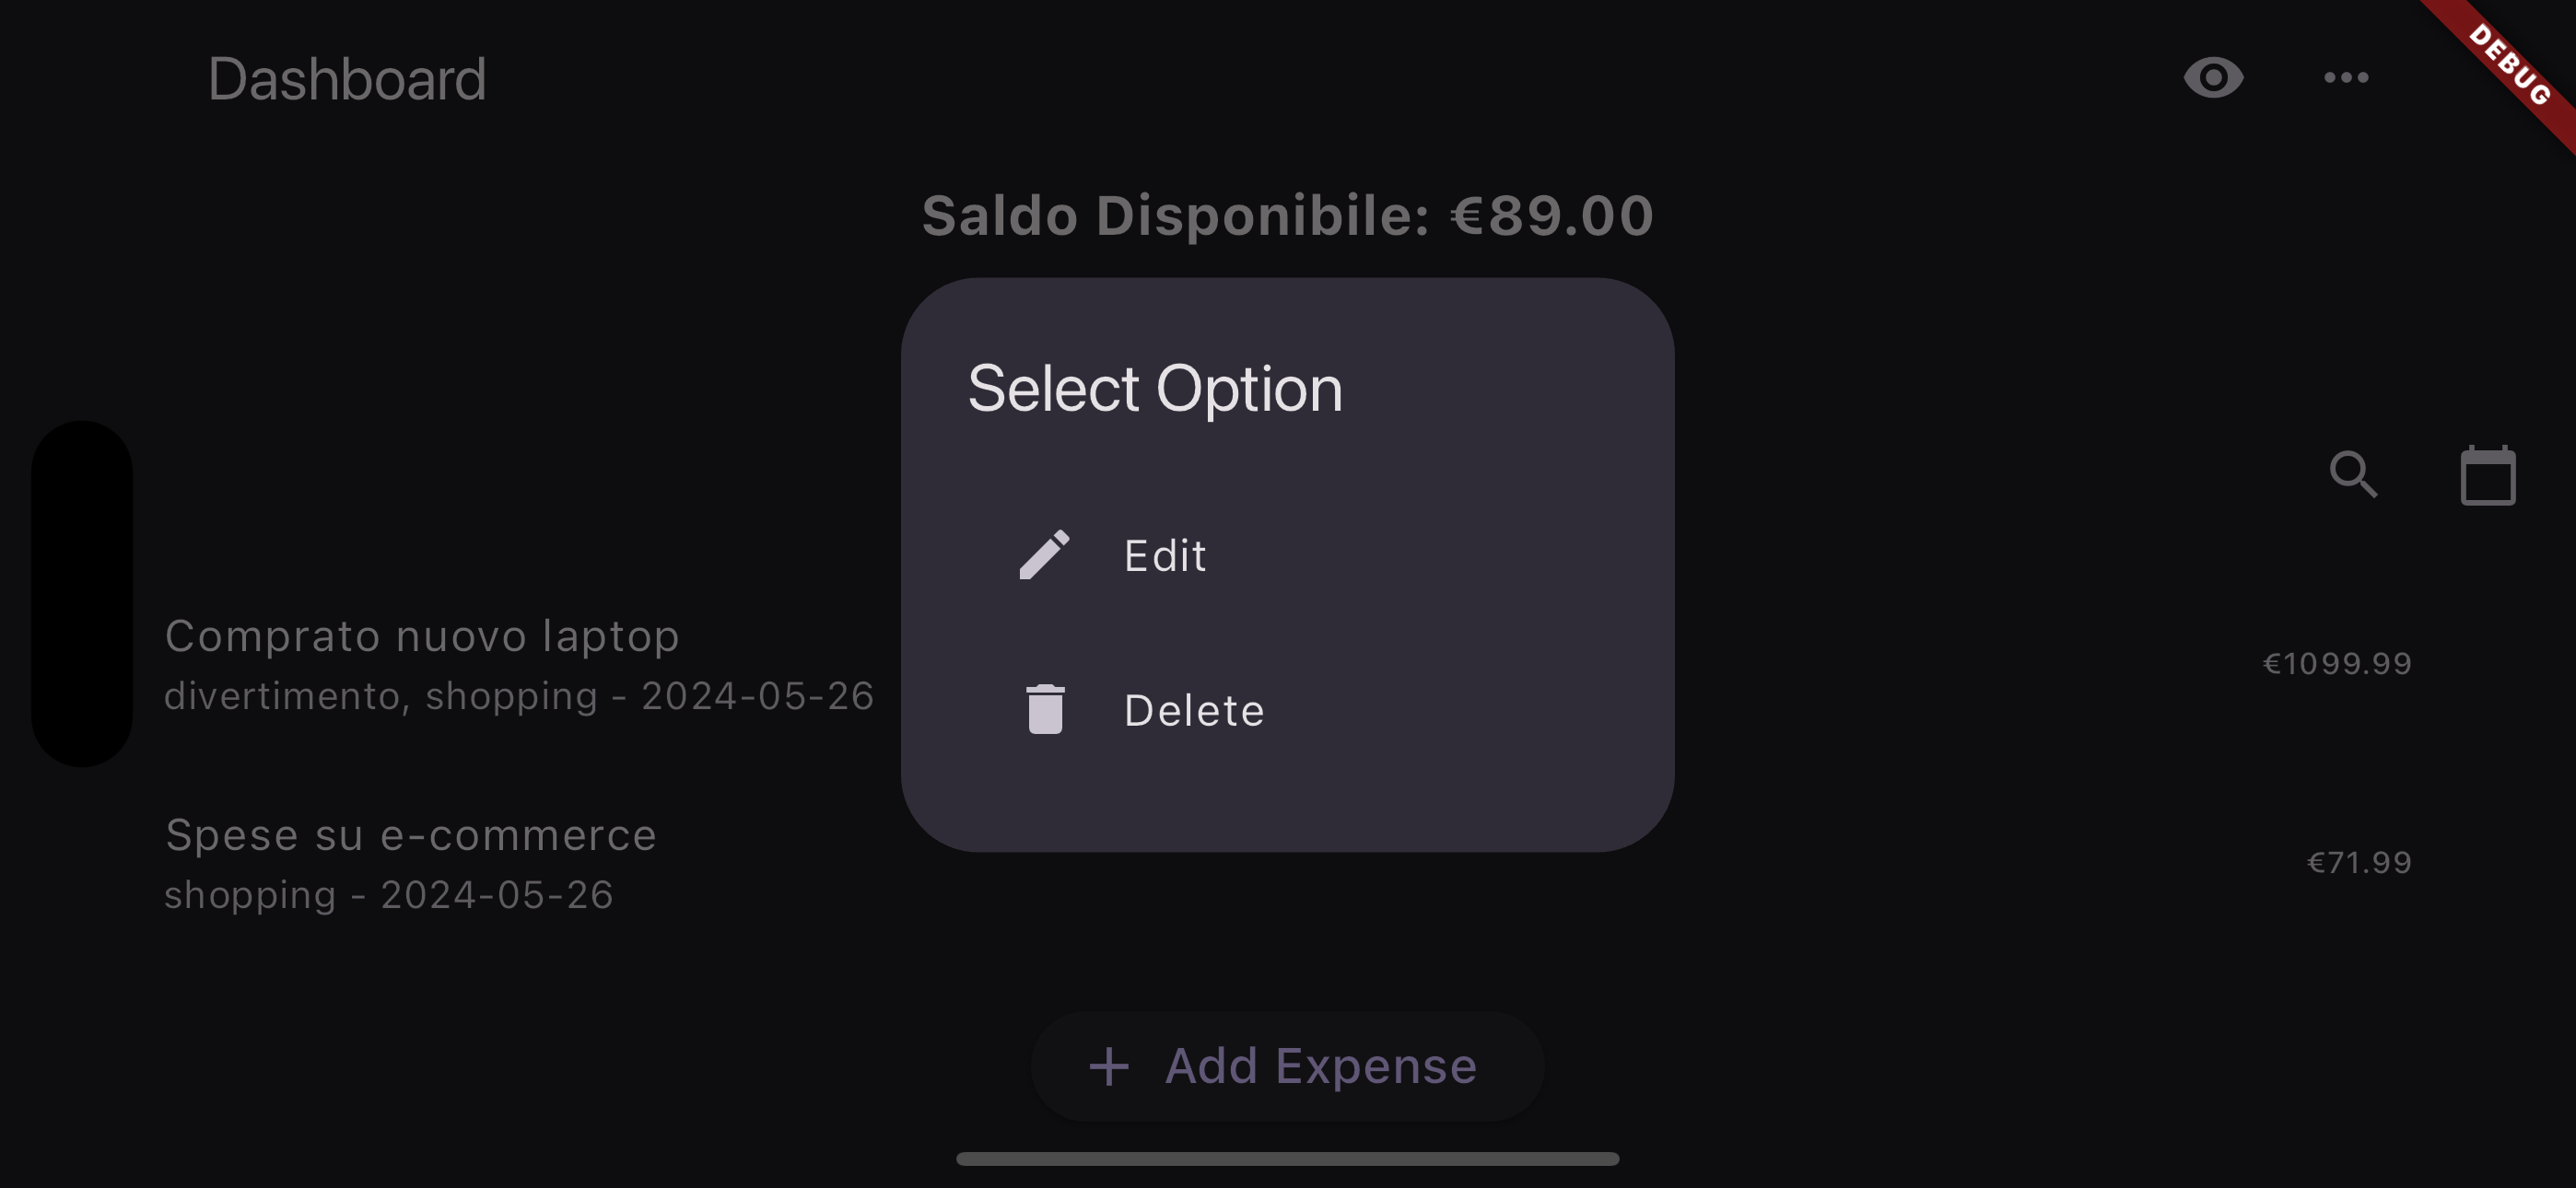 Dashboard
DEBUG
Saldo Disponibile: €89.00
Select Option
Edit
Delete
Comprato nuovo laptop
divertimento, shopping - 2024-05-26
€1099.99
Spese su e-commerce
shopping - 2024-05-26
€71.99
+ Add Expense